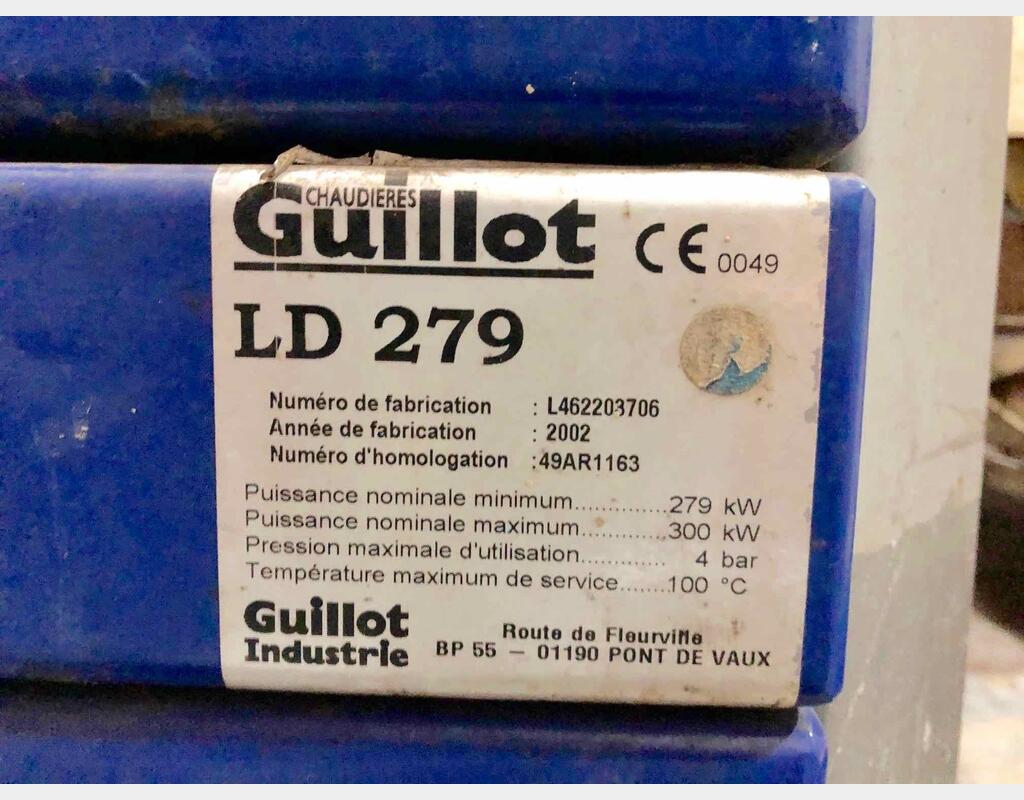 CHAUDIERES
Guillot
CE 0049
LD 279
Numéro de fabrication : L462203706
Année de fabrication : 2002
Numéro d'homologation :49AR1163
Puissance nominale minimum..............279 kW
Puissance nominale maximum.............300 kW
Pression maximale d'utilisation............. 4 bar
Température maximum de service........100 °C
Guillot
Industrie
Route de Fleurville
BP 55 – 01190 PONT DE VAUX